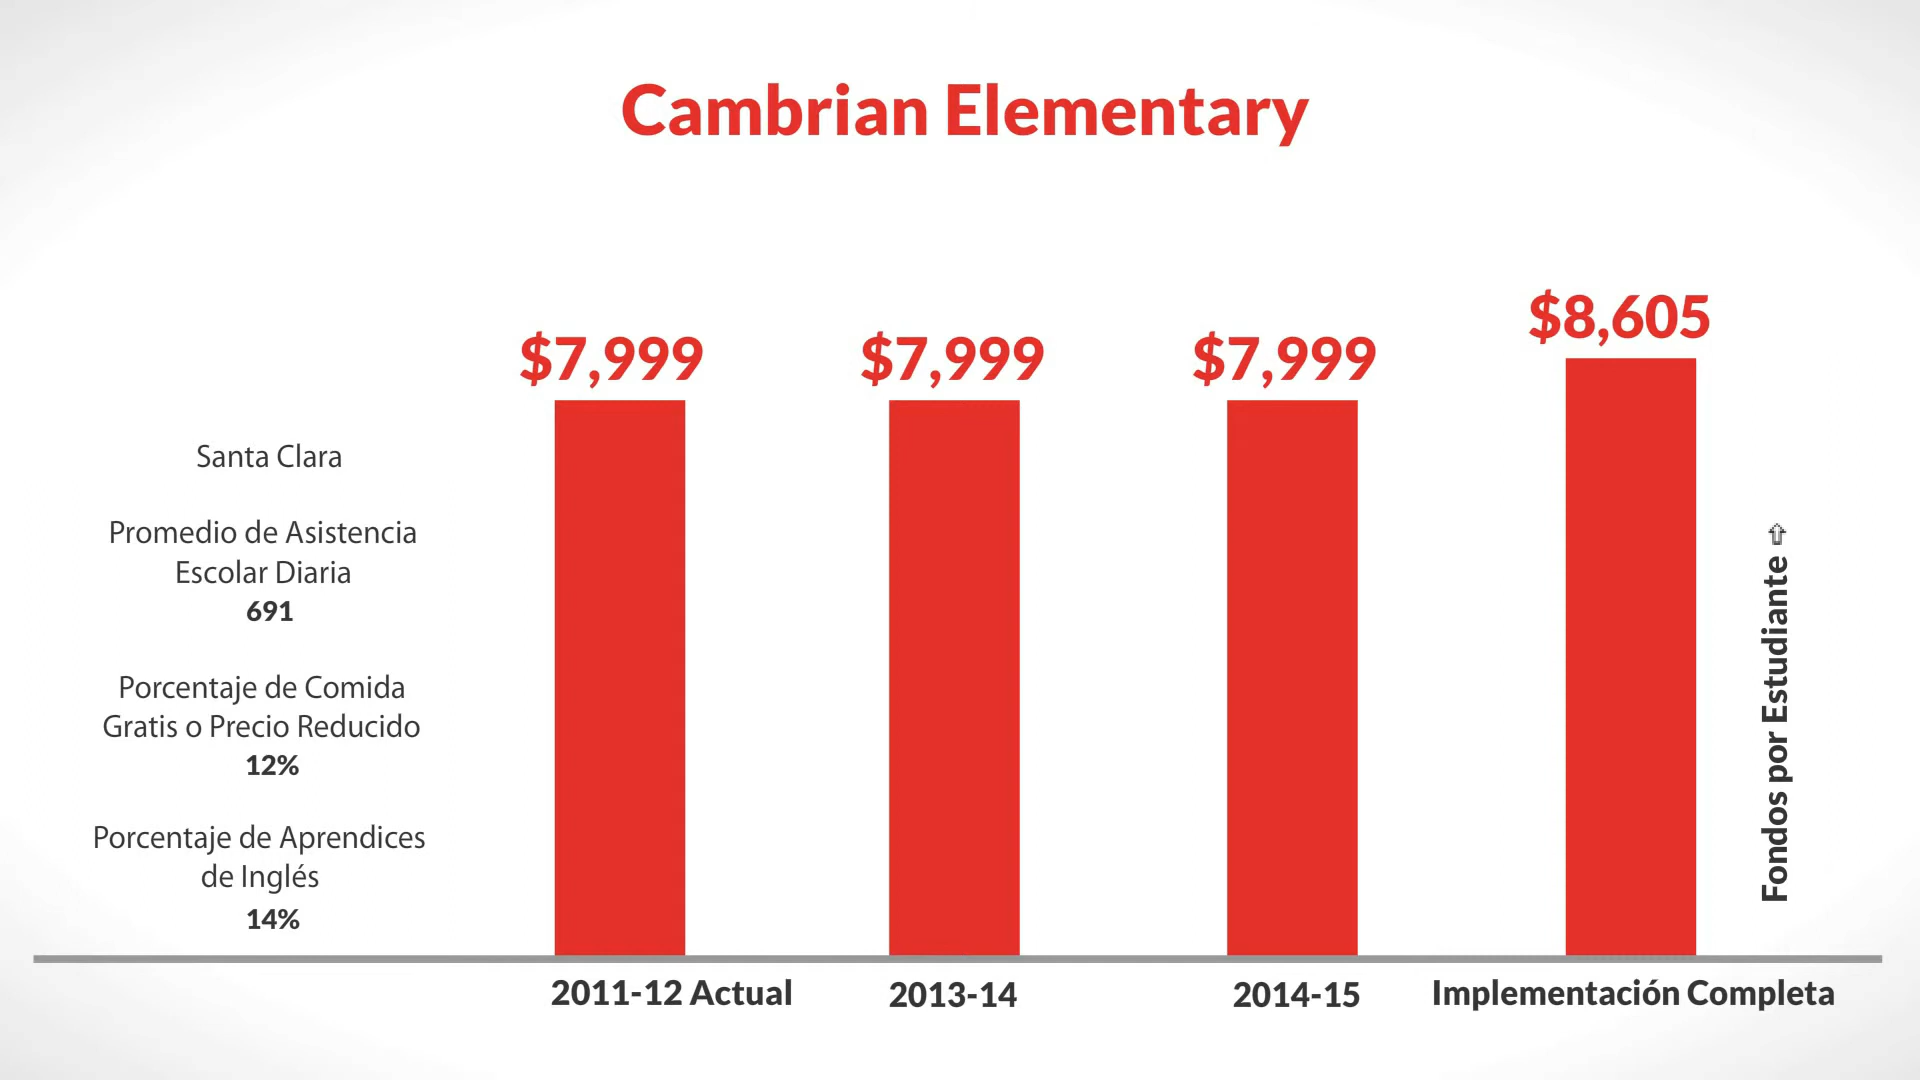 Cambrian Elementary
$7,999
$7,999
$7,999
$8,605
Santa Clara
Promedio de Asistencia
Escolar Diaria
691
Porcentaje de Comida
Gratis o Precio Reducido
12%
Porcentaje de Aprendices
de Inglés
14%
Fondos por Estudiante ⇧
2011-12 Actual
2013-14
2014-15
Implementación Completa